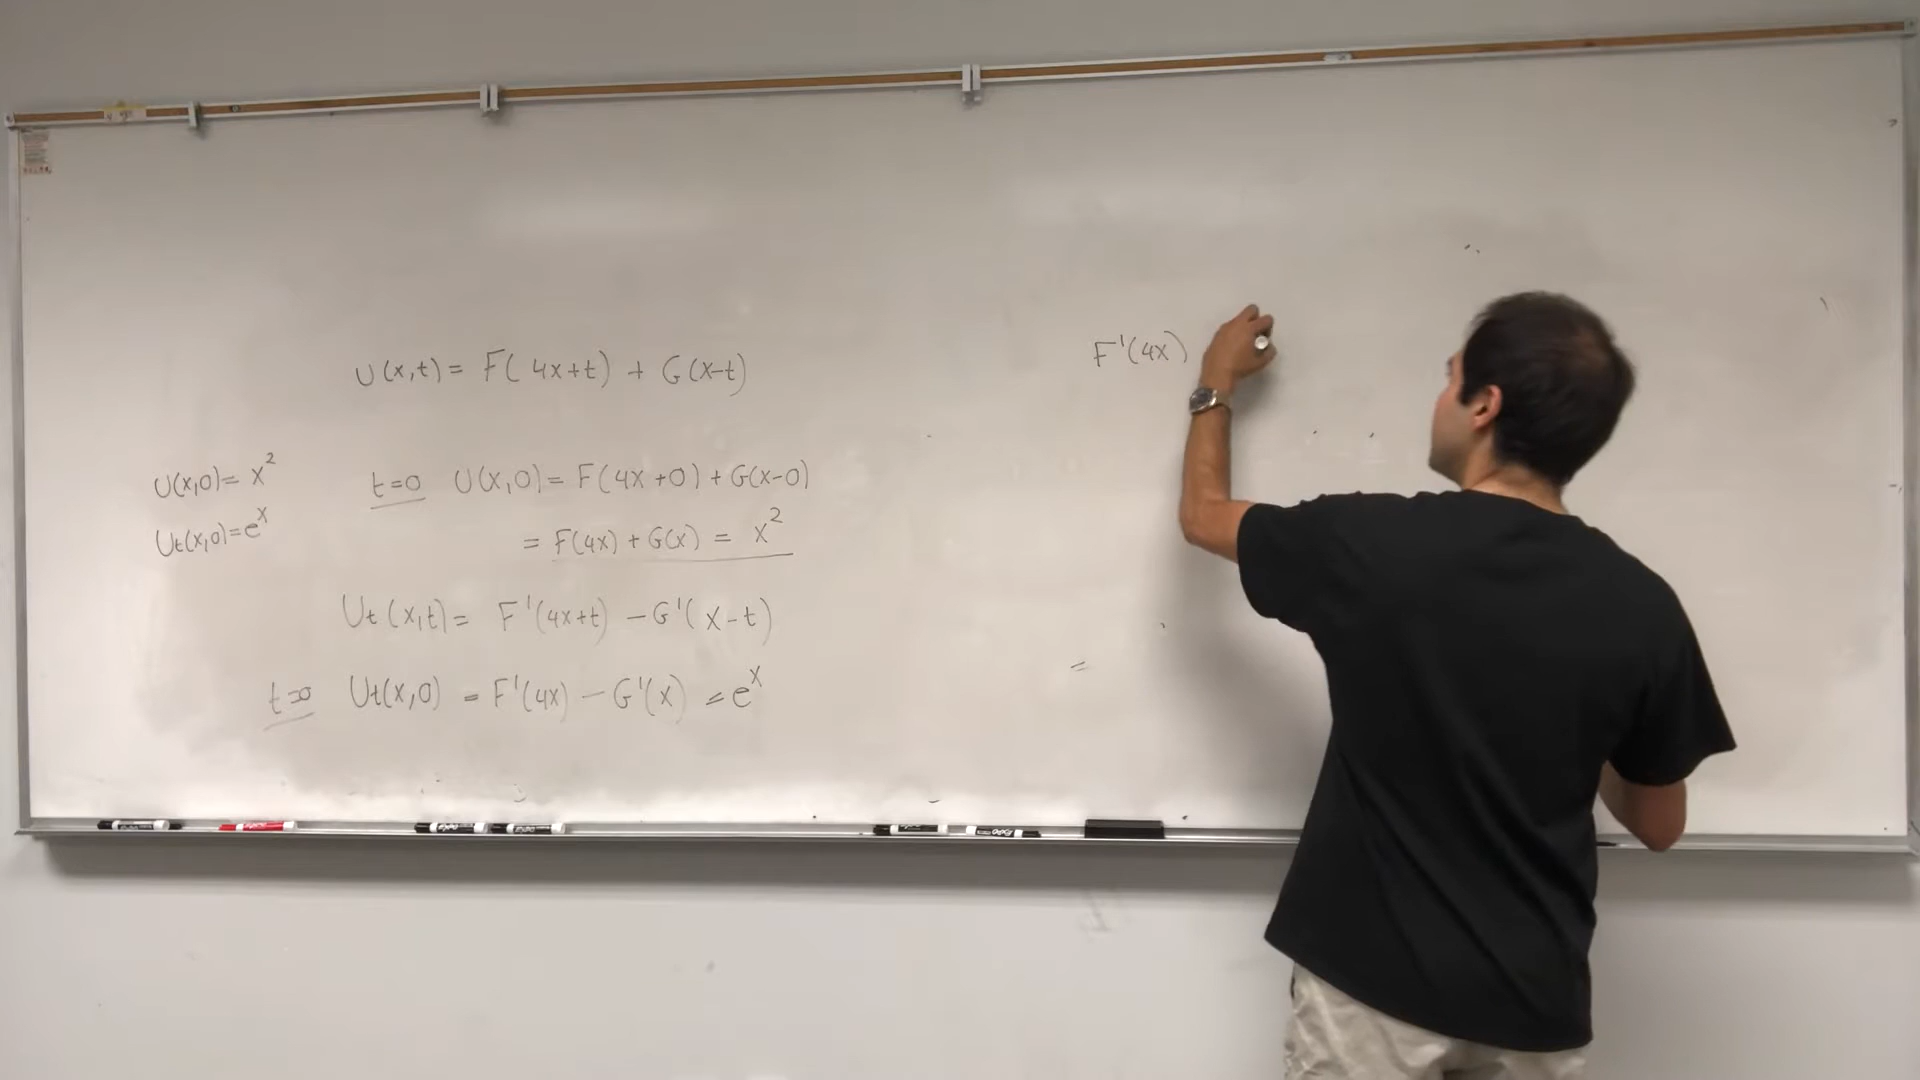 U(x,t) = F( 4x+t) + G(x-t)
U(x,0) = x²
Ut(x,0) = e^x
t=0 U(x,0) = F(4x+0) + G(x-0)
= F(4x) + G(x) = x²
Ut(x,t) = F'(4x+t) - G'(x-t)
t=0 Ut(x,0) = F'(4x) - G'(x) = e^x
F'(4x)
=